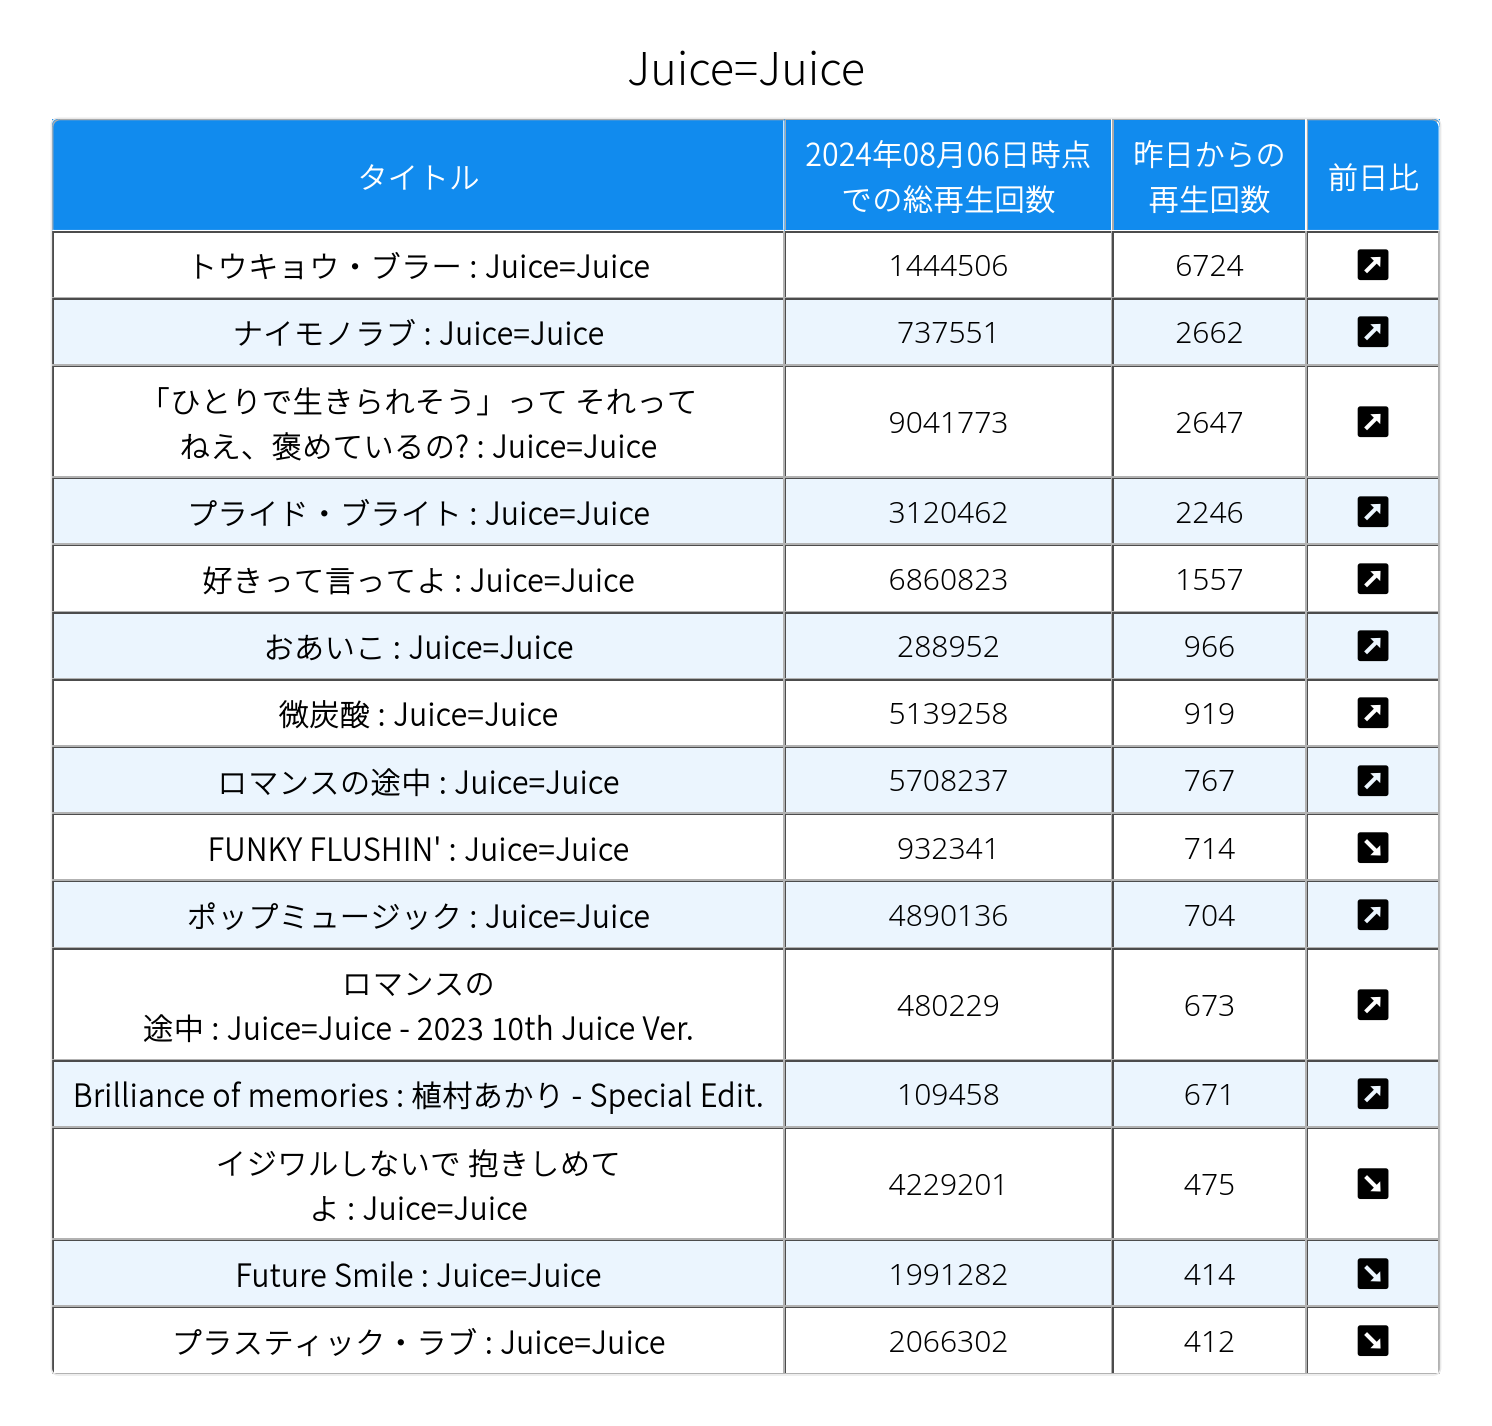 Juice=Juice
タイトル
2024年08月06日時点
での総再生回数
昨日からの
再生回数
前日比
トウキョウ・ブラー : Juice=Juice 1444506 6724
ナイモノラブ : Juice=Juice 737551 2662
「ひとりで生きられそう」って それって
ねえ、褒めているの? : Juice=Juice 9041773 2647
プライド・ブライト : Juice=Juice 3120462 2246
好きって言ってよ : Juice=Juice 6860823 1557
おあいこ : Juice=Juice 288952 966
微炭酸 : Juice=Juice 5139258 919
ロマンスの途中 : Juice=Juice 5708237 767
FUNKY FLUSHIN' : Juice=Juice 932341 714
ポップミュージック : Juice=Juice 4890136 704
ロマンスの
途中 : Juice=Juice - 2023 10th Juice Ver. 480229 673
Brilliance of memories : 植村あかり - Special Edit. 109458 671
イジワルしないで 抱きしめて
よ : Juice=Juice 4229201 475
Future Smile : Juice=Juice 1991282 414
プラスティック・ラブ : Juice=Juice 2066302 412